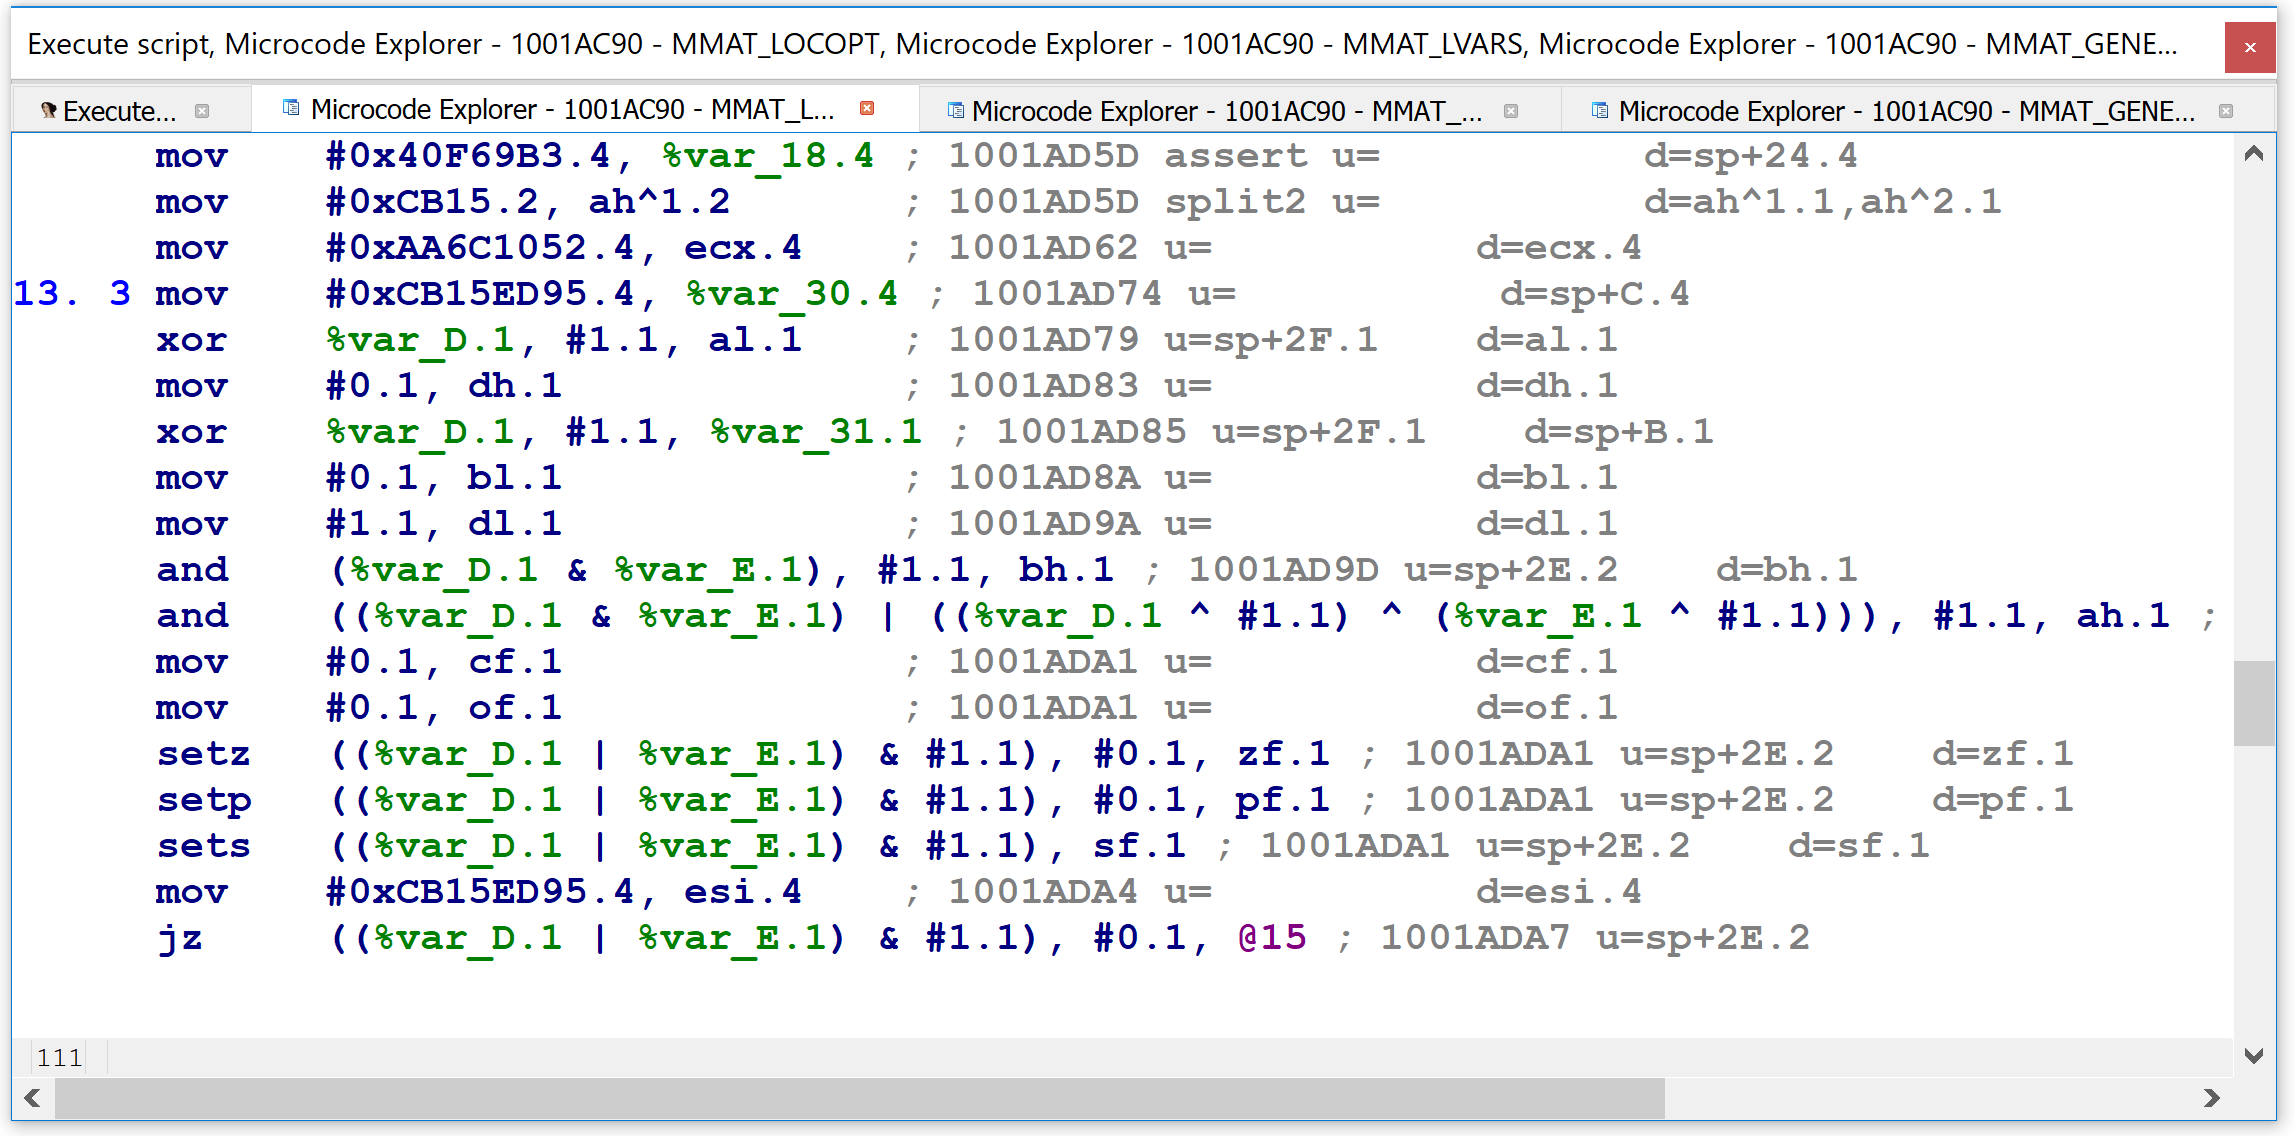 Execute script, Microcode Explorer - 1001AC90 - MMAT_LOCOPT, Microcode Explorer - 1001AC90 - MMAT_LVARS, Microcode Explorer - 1001AC90 - MMAT_GENE...
Execute... Microcode Explorer - 1001AC90 - MMAT_L... Microcode Explorer - 1001AC90 - MMAT_... Microcode Explorer - 1001AC90 - MMAT_GENE...
mov #0x40F69B3.4, %var_18.4 ; 1001AD5D assert u= d=sp+24.4
mov #0xCB15.2, ah^1.2 ; 1001AD5D split2 u= d=ah^1.1,ah^2.1
mov #0xAA6C1052.4, ecx.4 ; 1001AD62 u= d=ecx.4
13. 3 mov #0xCB15ED95.4, %var_30.4 ; 1001AD74 u= d=sp+C.4
xor %var_D.1, #1.1, al.1 ; 1001AD79 u=sp+2F.1 d=al.1
mov #0.1, dh.1 ; 1001AD83 u= d=dh.1
xor %var_D.1, #1.1, %var_31.1 ; 1001AD85 u=sp+2F.1 d=sp+B.1
mov #0.1, bl.1 ; 1001AD8A u= d=bl.1
mov #1.1, dl.1 ; 1001AD9A u= d=dl.1
and (%var_D.1 & %var_E.1), #1.1, bh.1 ; 1001AD9D u=sp+2E.2 d=bh.1
and ((%var_D.1 & %var_E.1) | ((%var_D.1 ^ #1.1) ^ (%var_E.1 ^ #1.1))), #1.1, ah.1 ;
mov #0.1, cf.1 ; 1001ADA1 u= d=cf.1
mov #0.1, of.1 ; 1001ADA1 u= d=of.1
setz ((%var_D.1 | %var_E.1) & #1.1), #0.1, zf.1 ; 1001ADA1 u=sp+2E.2 d=zf.1
setp ((%var_D.1 | %var_E.1) & #1.1), #0.1, pf.1 ; 1001ADA1 u=sp+2E.2 d=pf.1
sets ((%var_D.1 | %var_E.1) & #1.1), sf.1 ; 1001ADA1 u=sp+2E.2 d=sf.1
mov #0xCB15ED95.4, esi.4 ; 1001ADA4 u= d=esi.4
jz ((%var_D.1 | %var_E.1) & #1.1), #0.1, @15 ; 1001ADA7 u=sp+2E.2
111